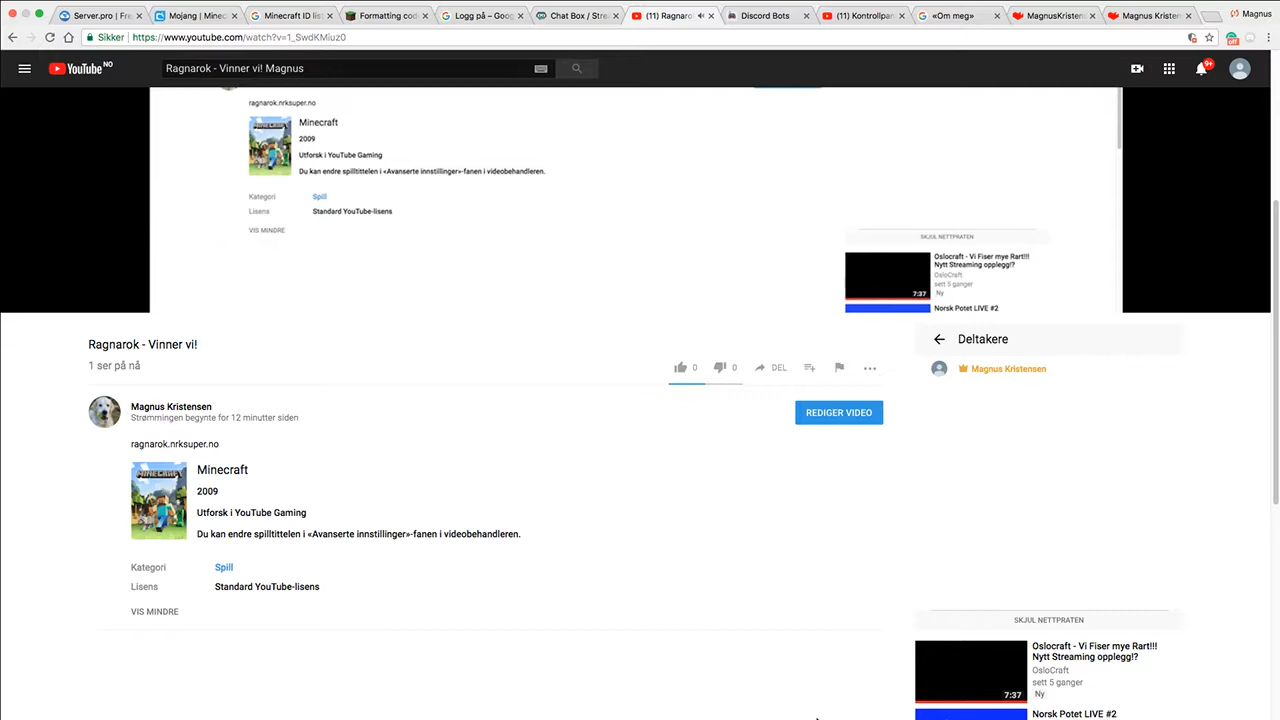 Server.pro | Free
Mojang | Minec
Minecraft ID lis
Formatting cod
Logg på – Goog
Chat Box / Stre
(11) Ragnaro
Discord Bots
(11) Kontrollpan
«Om meg»
MagnusKristen
Magnus Kristen
Magnus
Sikker
https://www.youtube.com/watch?v=1_SwdKMiuz0
YouTube NO
Ragnarok - Vinner vi! Magnus
9+
ragnarok.nrksuper.no
Minecraft
2009
Utforsk i YouTube Gaming
Du kan endre spilltittelen i «Avanserte innstillinger»-fanen i videobehandleren.
Kategori Spill
Lisens Standard YouTube-lisens
VIS MINDRE
SKJUL NETTPRATEN
Oslocraft - Vi Fiser mye Rart!!!
Nytt Streaming opplegg!?
OsloCraft
sett 5 ganger
Ny
7:37
Norsk Potet LIVE #2
Ragnarok - Vinner vi!
1 ser på nå
0
0
DEL
Magnus Kristensen
Strømmingen begynte for 12 minutter siden
REDIGER VIDEO
ragnarok.nrksuper.no
MINECRAFT
Minecraft
2009
Utforsk i YouTube Gaming
Du kan endre spilltittelen i «Avanserte innstillinger»-fanen i videobehandleren.
Kategori Spill
Lisens Standard YouTube-lisens
VIS MINDRE
Deltakere
Magnus Kristensen
SKJUL NETTPRATEN
Oslocraft - Vi Fiser mye Rart!!!
Nytt Streaming opplegg!?
OsloCraft
sett 5 ganger
Ny
7:37
Norsk Potet LIVE #2